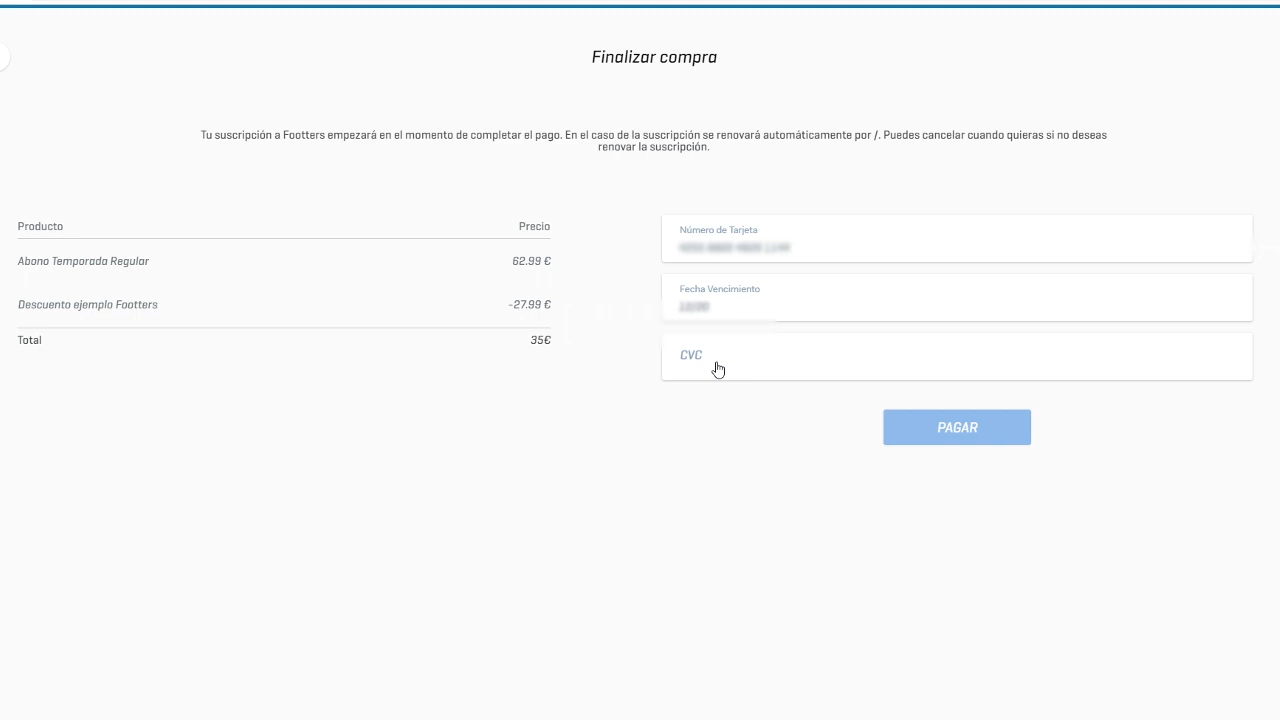 Finalizar compra
Tu suscripción a Footters empezará en el momento de completar el pago. En el caso de la suscripción se renovará automáticamente por /. Puedes cancelar cuando quieras si no deseas
renovar la suscripción.
Producto Precio
Abono Temporada Regular 62.99 €
Descuento ejemplo Footters -27.99 €
Total 35€
Número de Tarjeta
Fecha Vencimiento
CVC
PAGAR